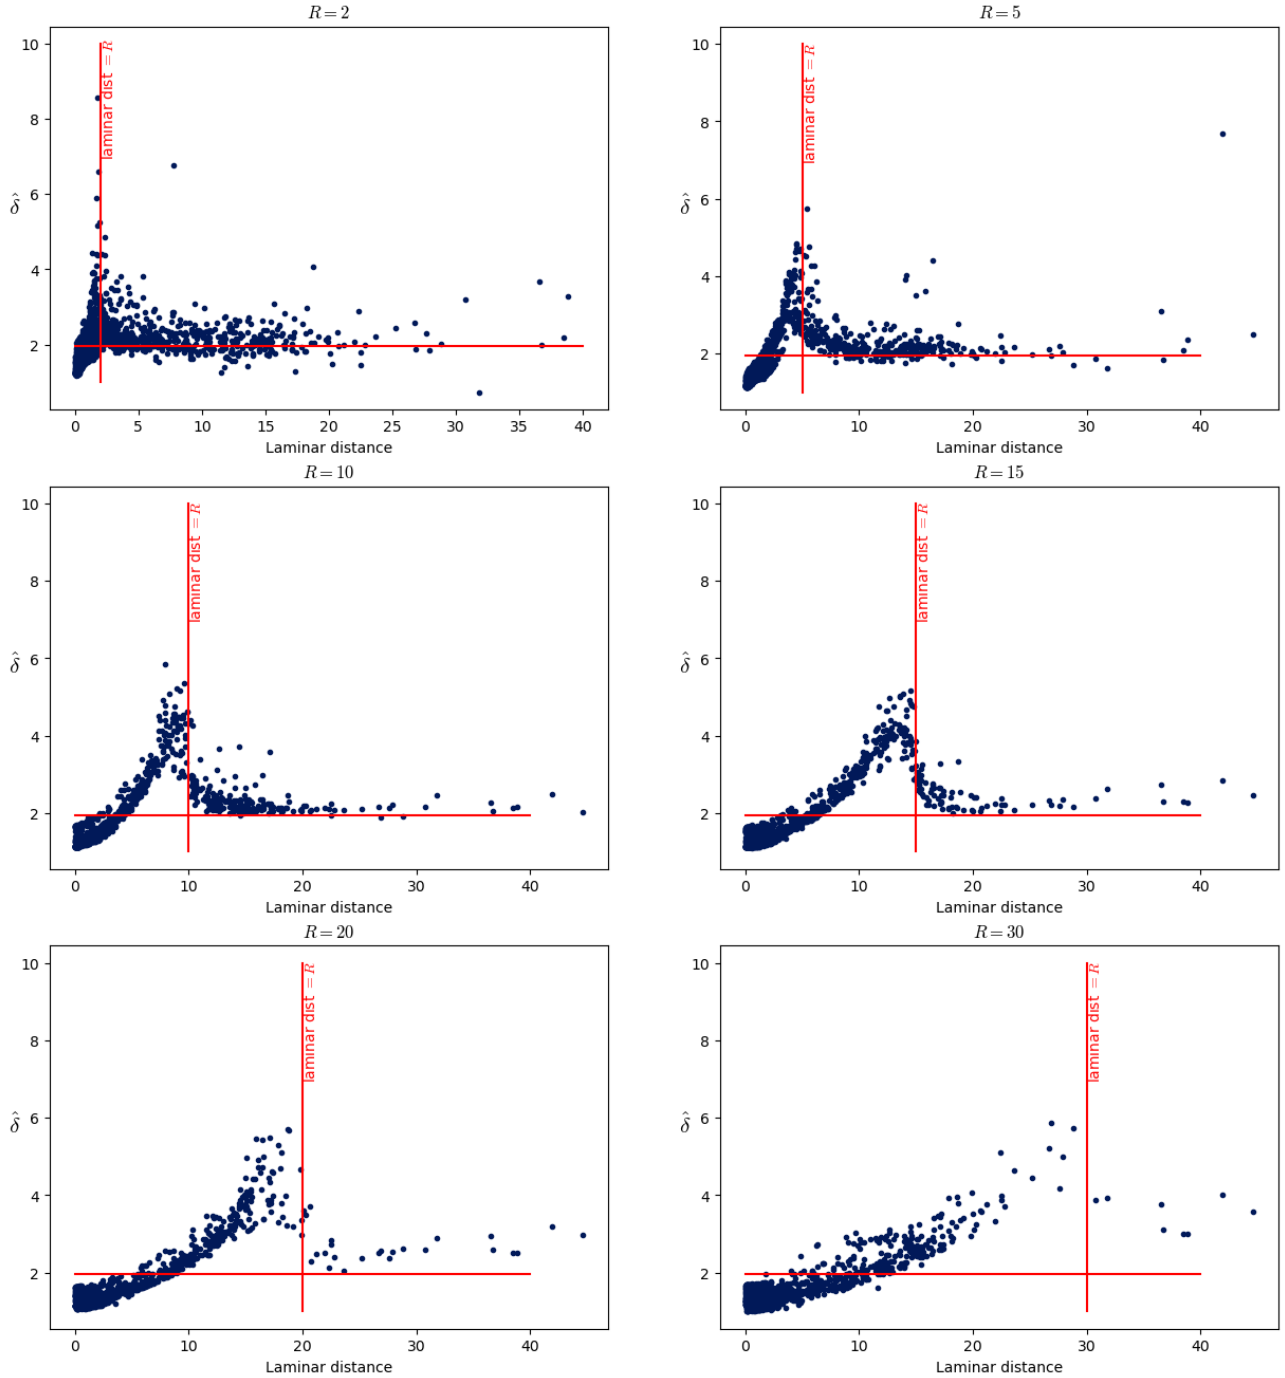 R = 2
10
8
6
4
2
δ̂
laminar dist = R
0 5 10 15 20 25 30 35 40
Laminar distance
R = 5
10
8
6
4
2
δ̂
laminar dist = R
0 10 20 30 40
Laminar distance
R = 10
10
8
6
4
2
δ̂
laminar dist = R
0 10 20 30 40
Laminar distance
R = 15
10
8
6
4
2
δ̂
laminar dist = R
0 10 20 30 40
Laminar distance
R = 20
10
8
6
4
2
δ̂
laminar dist = R
0 10 20 30 40
Laminar distance
R = 30
10
8
6
4
2
δ̂
laminar dist = R
0 10 20 30 40
Laminar distance